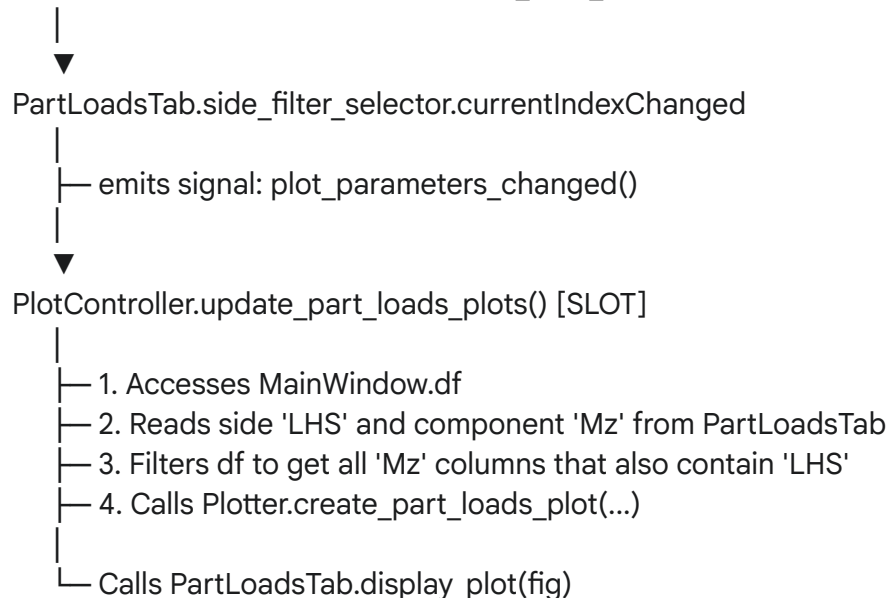 PartLoadsTab.side_filter_selector.currentIndexChanged
emits signal: plot_parameters_changed()
PlotController.update_part_loads_plots() [SLOT]
1. Accesses MainWindow.df
2. Reads side 'LHS' and component 'Mz' from PartLoadsTab
3. Filters df to get all 'Mz' columns that also contain 'LHS'
4. Calls Plotter.create_part_loads_plot(...)
Calls PartLoadsTab.display_plot(fig)